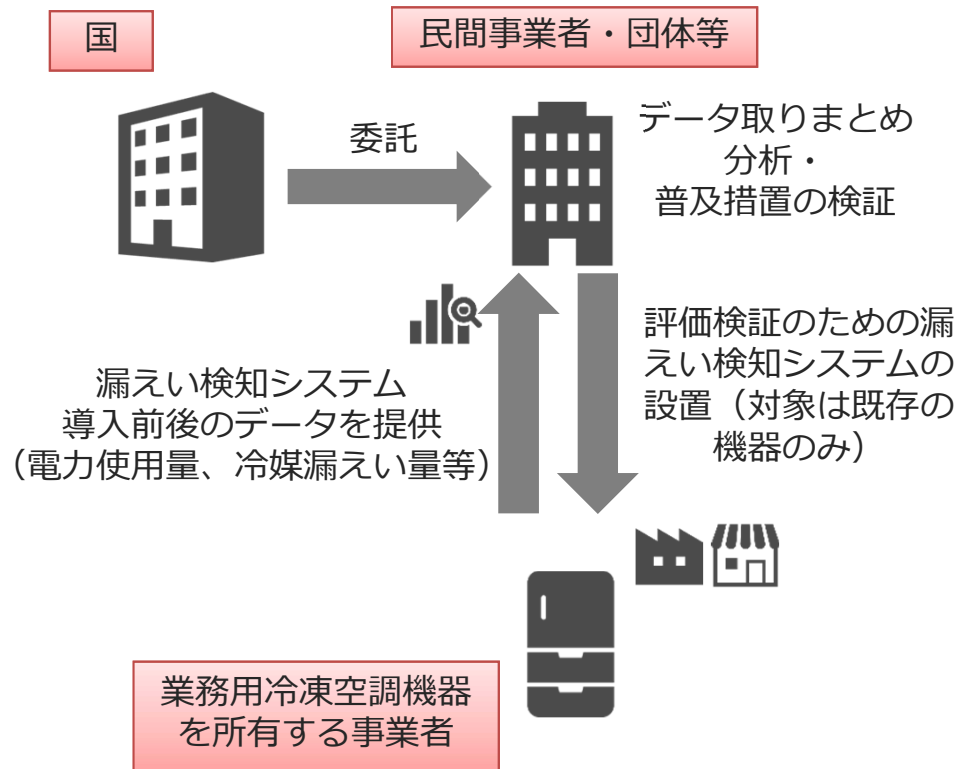 国
民間事業者・団体等
委託
データ取りまとめ
分析・
普及措置の検証
漏えい検知システム
導入前後のデータを提供
（電力使用量、冷媒漏えい量等）
評価検証のための漏
えい検知システムの
設置（対象は既存の
機器のみ）
業務用冷凍空調機器
を所有する事業者